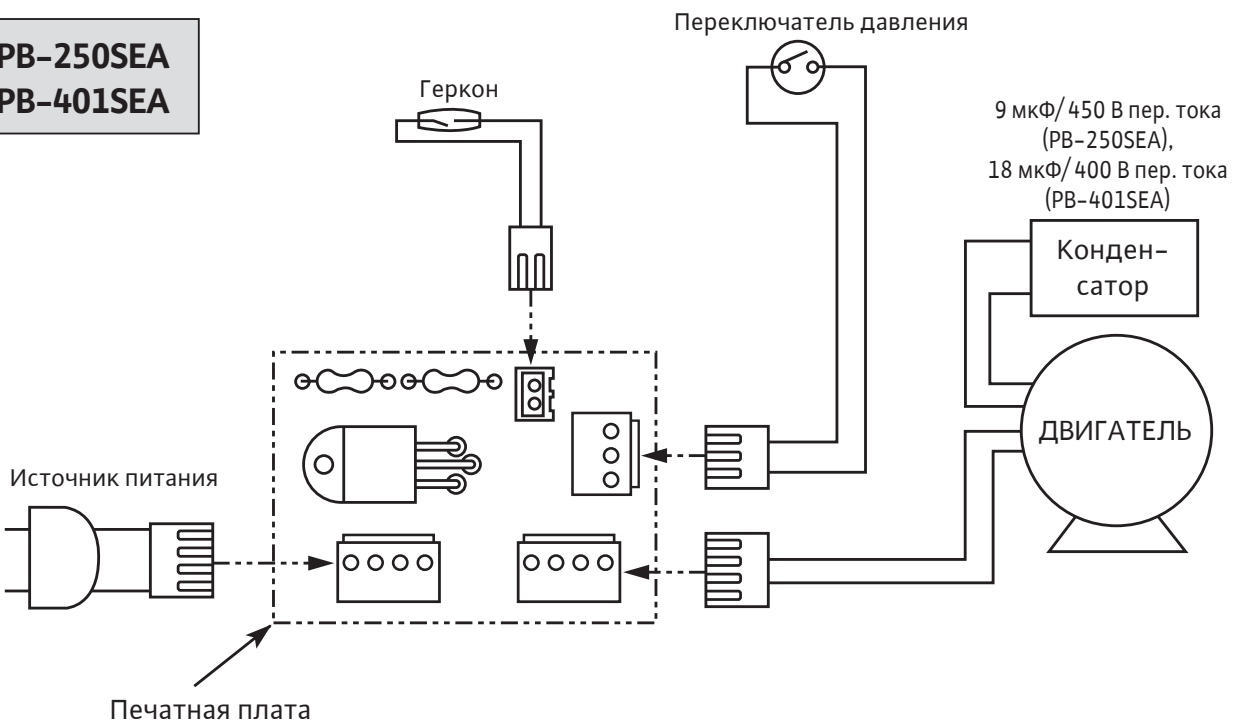 PB-250SEA
PB-401SEA
Переключатель давления
Геркон
9 мкФ/450 В пер. тока
(PB-250SEA),
18 мкФ/400 В пер. тока
(PB-401SEA)
Конден-
сатор
ДВИГАТЕЛЬ
Источник питания
Печатная плата